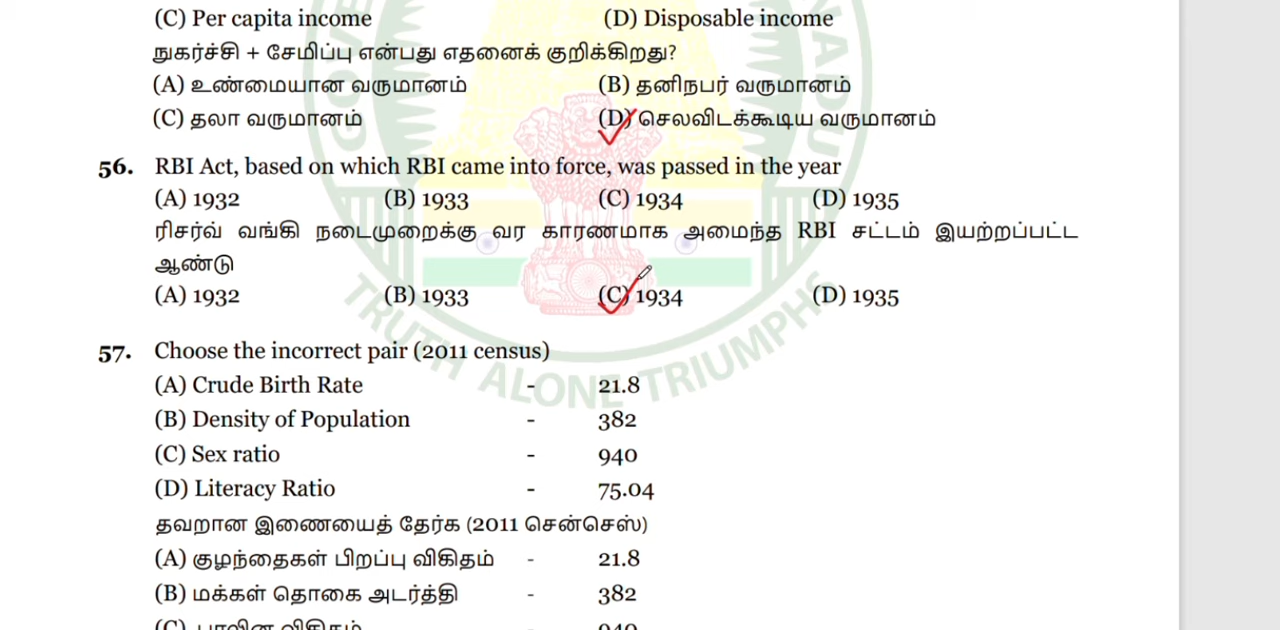 (C) Per capita income (D) Disposable income
நுகர்ச்சி + சேமிப்பு என்பது எதனைக் குறிக்கிறது?
(A) உண்மையான வருமானம் (B) தனிநபர் வருமானம்
(C) தலா வருமானம் (D) செலவிடக்கூடிய வருமானம்
56. RBI Act, based on which RBI came into force, was passed in the year
(A) 1932 (B) 1933 (C) 1934 (D) 1935
ரிசர்வ் வங்கி நடைமுறைக்கு வர காரணமாக அமைந்த RBI சட்டம் இயற்றப்பட்ட
ஆண்டு
(A) 1932 (B) 1933 (C) 1934 (D) 1935
57. Choose the incorrect pair (2011 census)
(A) Crude Birth Rate - 21.8
(B) Density of Population - 382
(C) Sex ratio - 940
(D) Literacy Ratio - 75.04
தவறான இணையைத் தேர்க (2011 சென்செஸ்)
(A) குழந்தைகள் பிறப்பு விகிதம் - 21.8
(B) மக்கள் தொகை அடர்த்தி - 382
(C) பாலின விகிதம் 940
TRUTH ALONE TRIUMPHS